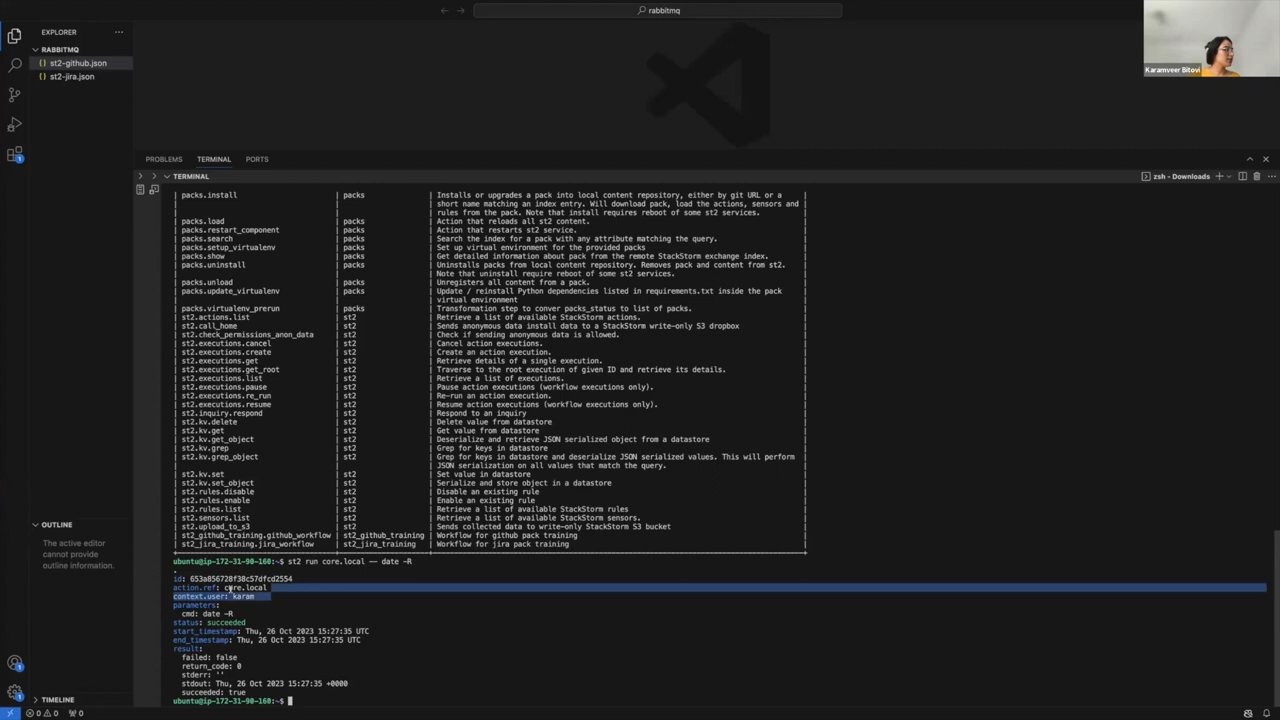 rabbitmq
Karamveer Bitovi
EXPLORER
RABBITMQ
st2-github.json
st2-jira.json
PROBLEMS TERMINAL PORTS
TERMINAL
zsh - Downloads
| packs.install | packs | Installs or upgrades a pack into local content repository, either by git URL or a |
| | | short name matching an index entry. Will download pack, load the actions, sensors and |
| | | rules from the pack. Note that install requires reboot of some st2 services. |
| packs.load | packs | Action that reloads all st2 content. |
| packs.restart_component | packs | Action that restarts st2 service. |
| packs.search | packs | Search the index for a pack with any attribute matching the query. |
| packs.setup_virtualenv | packs | Set up virtual environment for the provided packs |
| packs.show | packs | Get detailed information about pack from the remote StackStorm exchange index. |
| packs.uninstall | packs | Uninstalls packs from local content repository. Removes pack and content from st2. |
| | | Note that uninstall require reboot of some st2 services. |
| packs.unload | packs | Unregisters all content from a pack. |
| packs.update_virtualenv | packs | Update / reinstall Python dependencies listed in requirements.txt inside the pack |
| | | virtual environment |
| packs.virtualenv_prerun | packs | Transformation step to conver packs_status to list of packs. |
| st2.actions.list | st2 | Retrieve a list of available StackStorm actions. |
| st2.call_home | st2 | Sends anonymous data install data to a StackStorm write-only S3 dropbox |
| st2.check_permissions_anon_data | st2 | Check if sending anonymous data is allowed. |
| st2.executions.cancel | st2 | Cancel action executions. |
| st2.executions.create | st2 | Create an action execution. |
| st2.executions.get | st2 | Retrieve details of a single execution. |
| st2.executions.get_root | st2 | Traverse to the root execution of given ID and retrieve its details. |
| st2.executions.list | st2 | Retrieve a list of executions. |
| st2.executions.pause | st2 | Pause action executions (workflow executions only). |
| st2.executions.re_run | st2 | Re-run an action execution. |
| st2.executions.resume | st2 | Resume action executions (workflow executions only). |
| st2.inquiry.respond | st2 | Respond to an inquiry |
| st2.kv.delete | st2 | Delete value from datastore |
| st2.kv.get | st2 | Get value from datastore |
| st2.kv.get_object | st2 | Deserialize and retrieve JSON serialized object from a datastore |
| st2.kv.grep | st2 | Grep for keys in datastore |
| st2.kv.grep_object | st2 | Grep for keys in datastore and deserialize JSON serialized values. This will perform |
| | | JSON serialization on all values that match the query. |
| st2.kv.set | st2 | Set value in datastore |
| st2.kv.set_object | st2 | Serialize and store object in a datastore |
| st2.rules.disable | st2 | Disable an existing rule |
| st2.rules.enable | st2 | Enable an existing rule |
| st2.rules.list | st2 | Retrieve a list of available StackStorm rules |
| st2.sensors.list | st2 | Retrieve a list of available StackStorm sensors. |
| st2.upload_to_s3 | st2 | Sends collected data to write-only StackStorm S3 bucket |
| st2_github_training.github_workflow | st2_github_training | Workflow for github pack training |
| st2_jira_training.jira_workflow | st2_jira_training | Workflow for jira pack training |
ubuntu@ip-172-31-90-160:~$ st2 run core.local -- date -R
.
id: 653a856728f38c57dfcd2554
action.ref: core.local
context.user: karam
parameters:
cmd: date -R
status: succeeded
start_timestamp: Thu, 26 Oct 2023 15:27:35 UTC
end_timestamp: Thu, 26 Oct 2023 15:27:35 UTC
result:
failed: false
return_code: 0
stderr: ''
stdout: Thu, 26 Oct 2023 15:27:35 +0000
succeeded: true
ubuntu@ip-172-31-90-160:~$
OUTLINE
The active editor
cannot provide
outline information.
TIMELINE
1
1
1
0 0 0